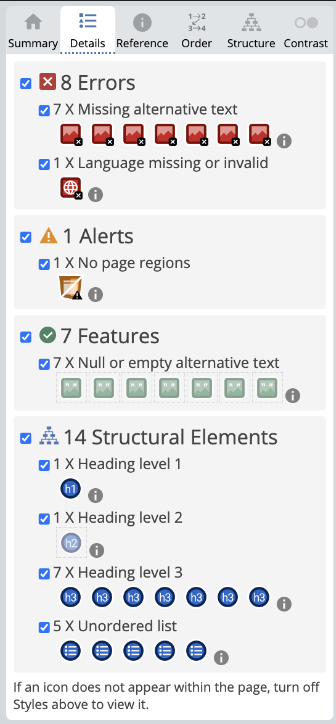 1→2
3→4
Summary Details Reference Order Structure Contrast
8 Errors
7 X Missing alternative text
1 X Language missing or invalid
1 Alerts
1 X No page regions
7 Features
7 X Null or empty alternative text
14 Structural Elements
1 X Heading level 1
h1
1 X Heading level 2
h2
7 X Heading level 3
h3 h3 h3 h3 h3 h3 h3
5 X Unordered list
If an icon does not appear within the page, turn off
Styles above to view it.